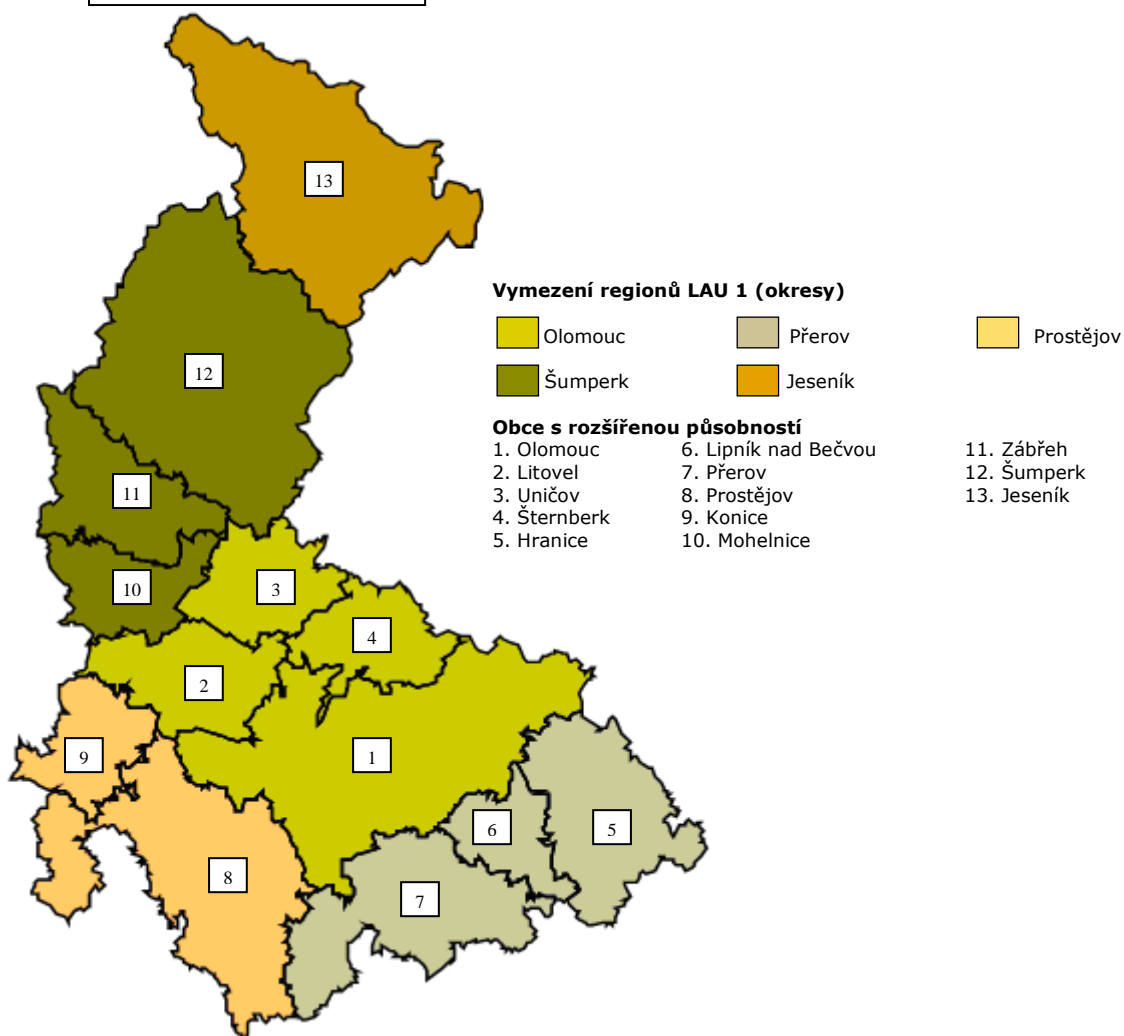 13
12
11
10
3
4
2
9
1
6
5
8
7
Vymezení regionů LAU 1 (okresy)
Olomouc Přerov Prostějov
Šumperk Jeseník
Obce s rozšířenou působností
1. Olomouc 6. Lipník nad Bečvou 11. Zábřeh
2. Litovel 7. Přerov 12. Šumperk
3. Uničov 8. Prostějov 13. Jeseník
4. Šternberk 9. Konice
5. Hranice 10. Mohelnice